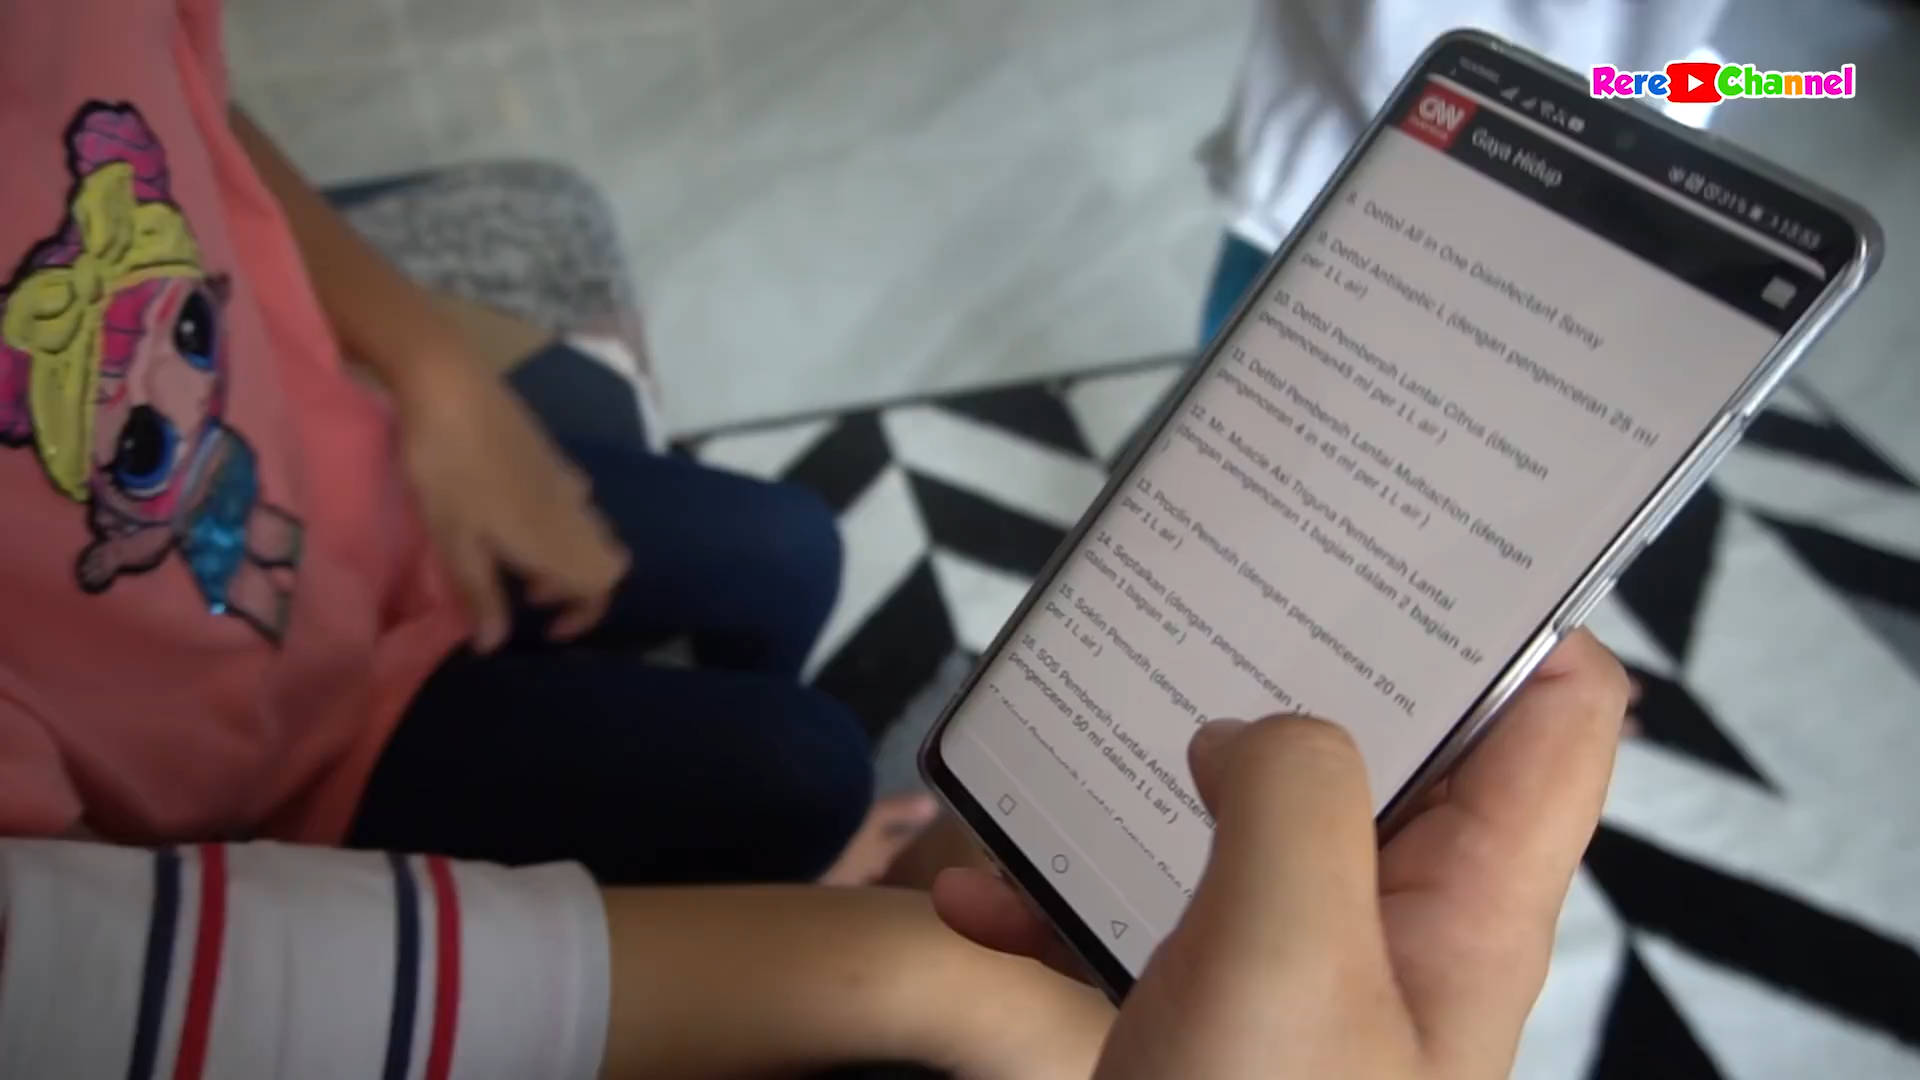 Rere Channel
CNN
Gaya Hidup
13:53
8. Dettol All in One Disinfectant Spray
9. Dettol Antiseptic L (dengan pengenceran 25 ml
per 1 L air)
10. Dettol Pembersih Lantai Citrus (dengan
pengenceran45 ml per 1 L air )
11. Dettol Pembersih Lantai Multiaction (dengan
pengenceran 4 in 45 ml per 1 L air )
12. Mr. Muscle Axi Triguna Pembersih Lantai
(dengan pengenceran 1 bagian dalam 2 bagian air
)
13. Proclin Pemutih (dengan pengenceran 20 mL
per 1 L air )
14. Septalkan (dengan pengenceran 1
dalam 1 bagian air )
15. Soklin Pemutih (dengan
per 1 L air )
16. SOS Pembersih Lantai Antibacterial
pengenceran 50 ml dalam 1 L air )